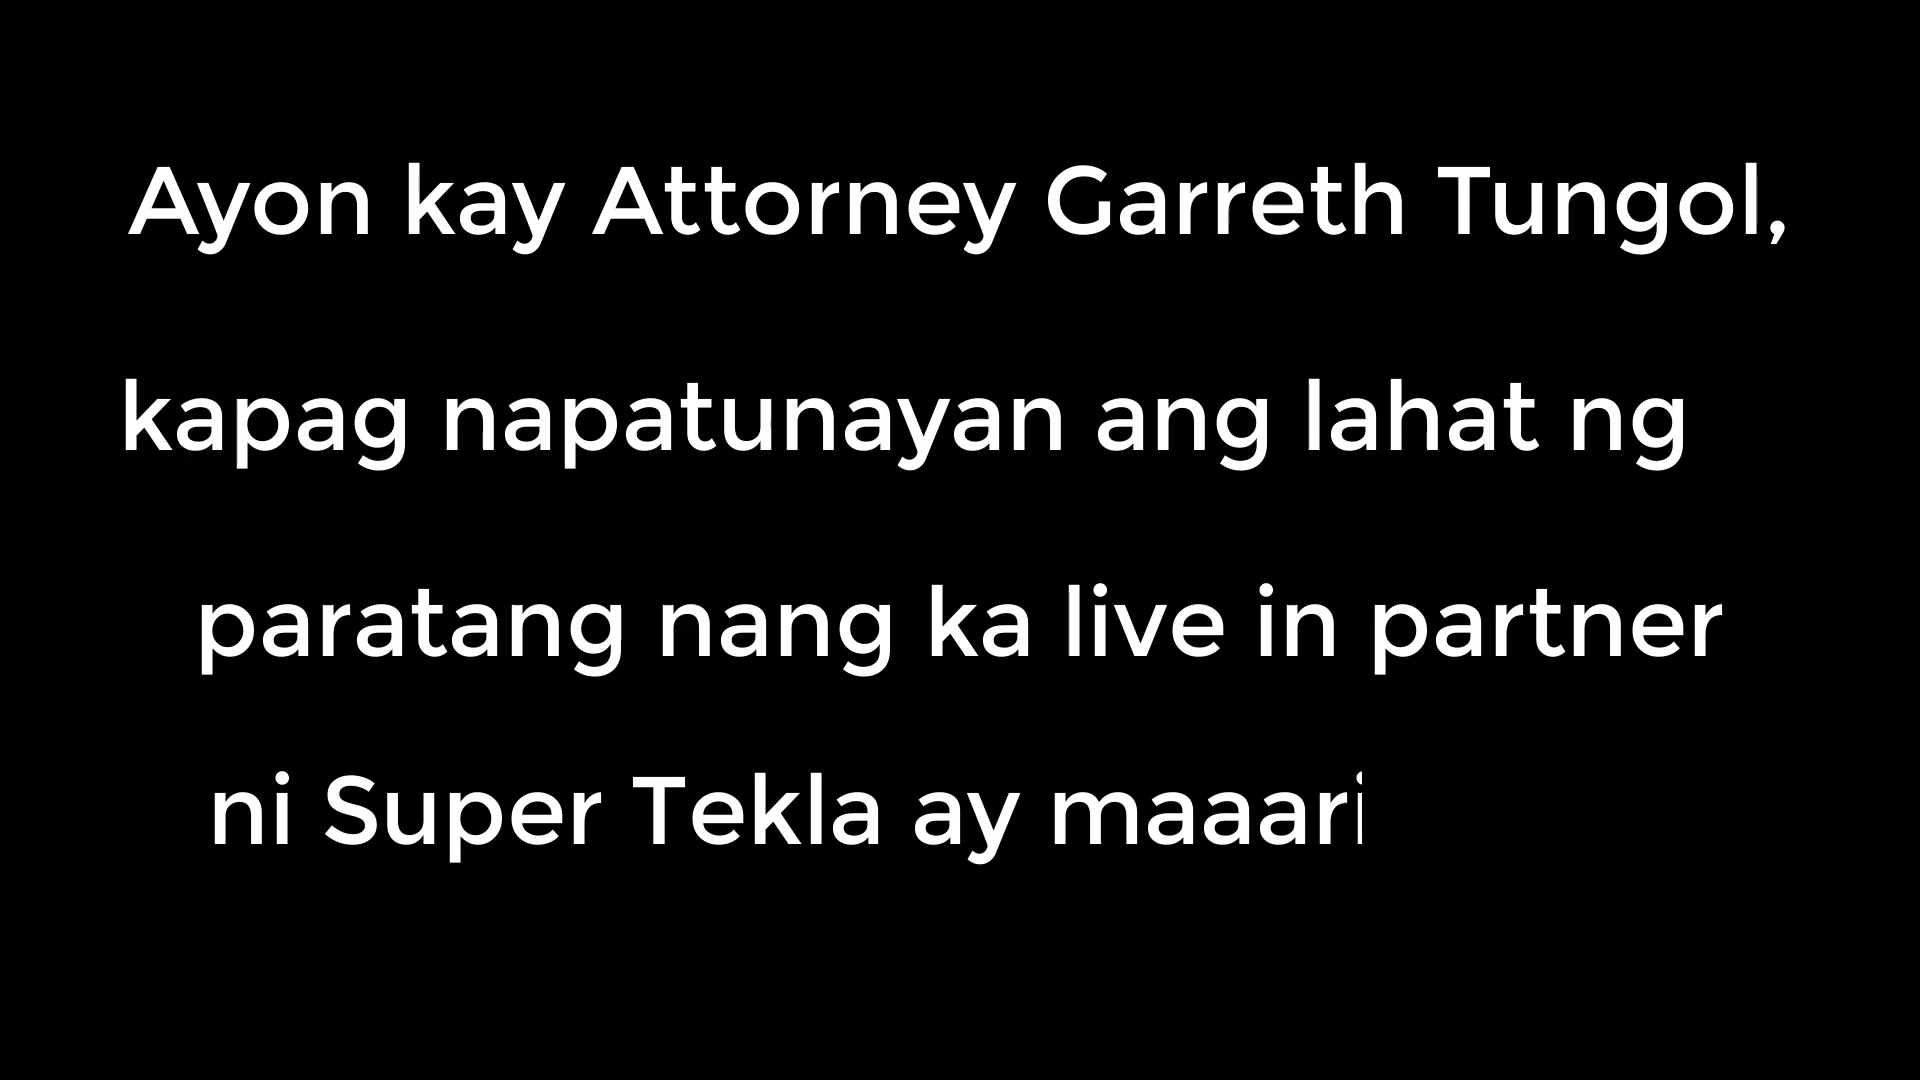 Ayon kay Attorney Garreth Tungol,
kapag napatunayan ang lahat ng
paratang nang ka live in partner
ni Super Tekla ay maaari